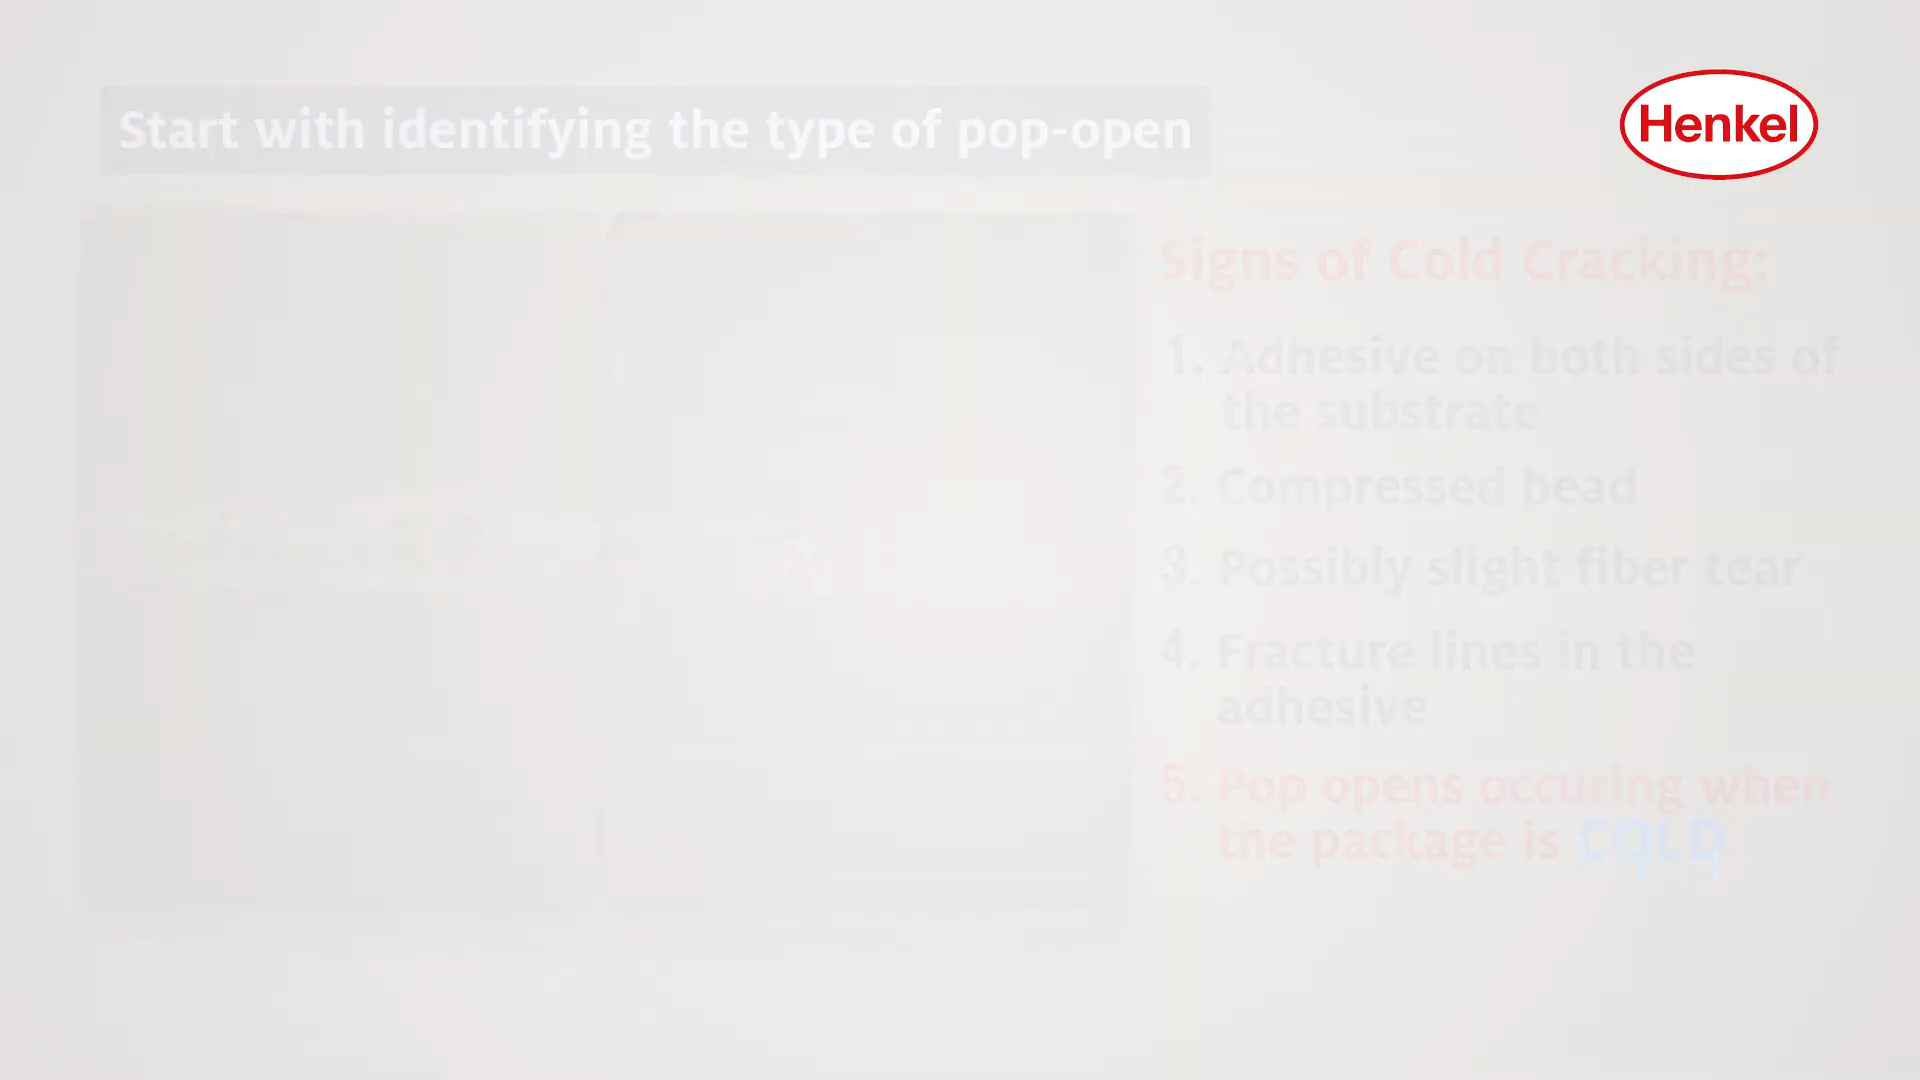 Start with identifying the type of pop-open
Henkel
Signs of Cold Cracking:
1. Adhesive on both sides of
the substrate
2. Compressed bead
3. Possibly slight fiber tear
4. Fracture lines in the
adhesive
5. Pop opens occuring when
the package is COLD